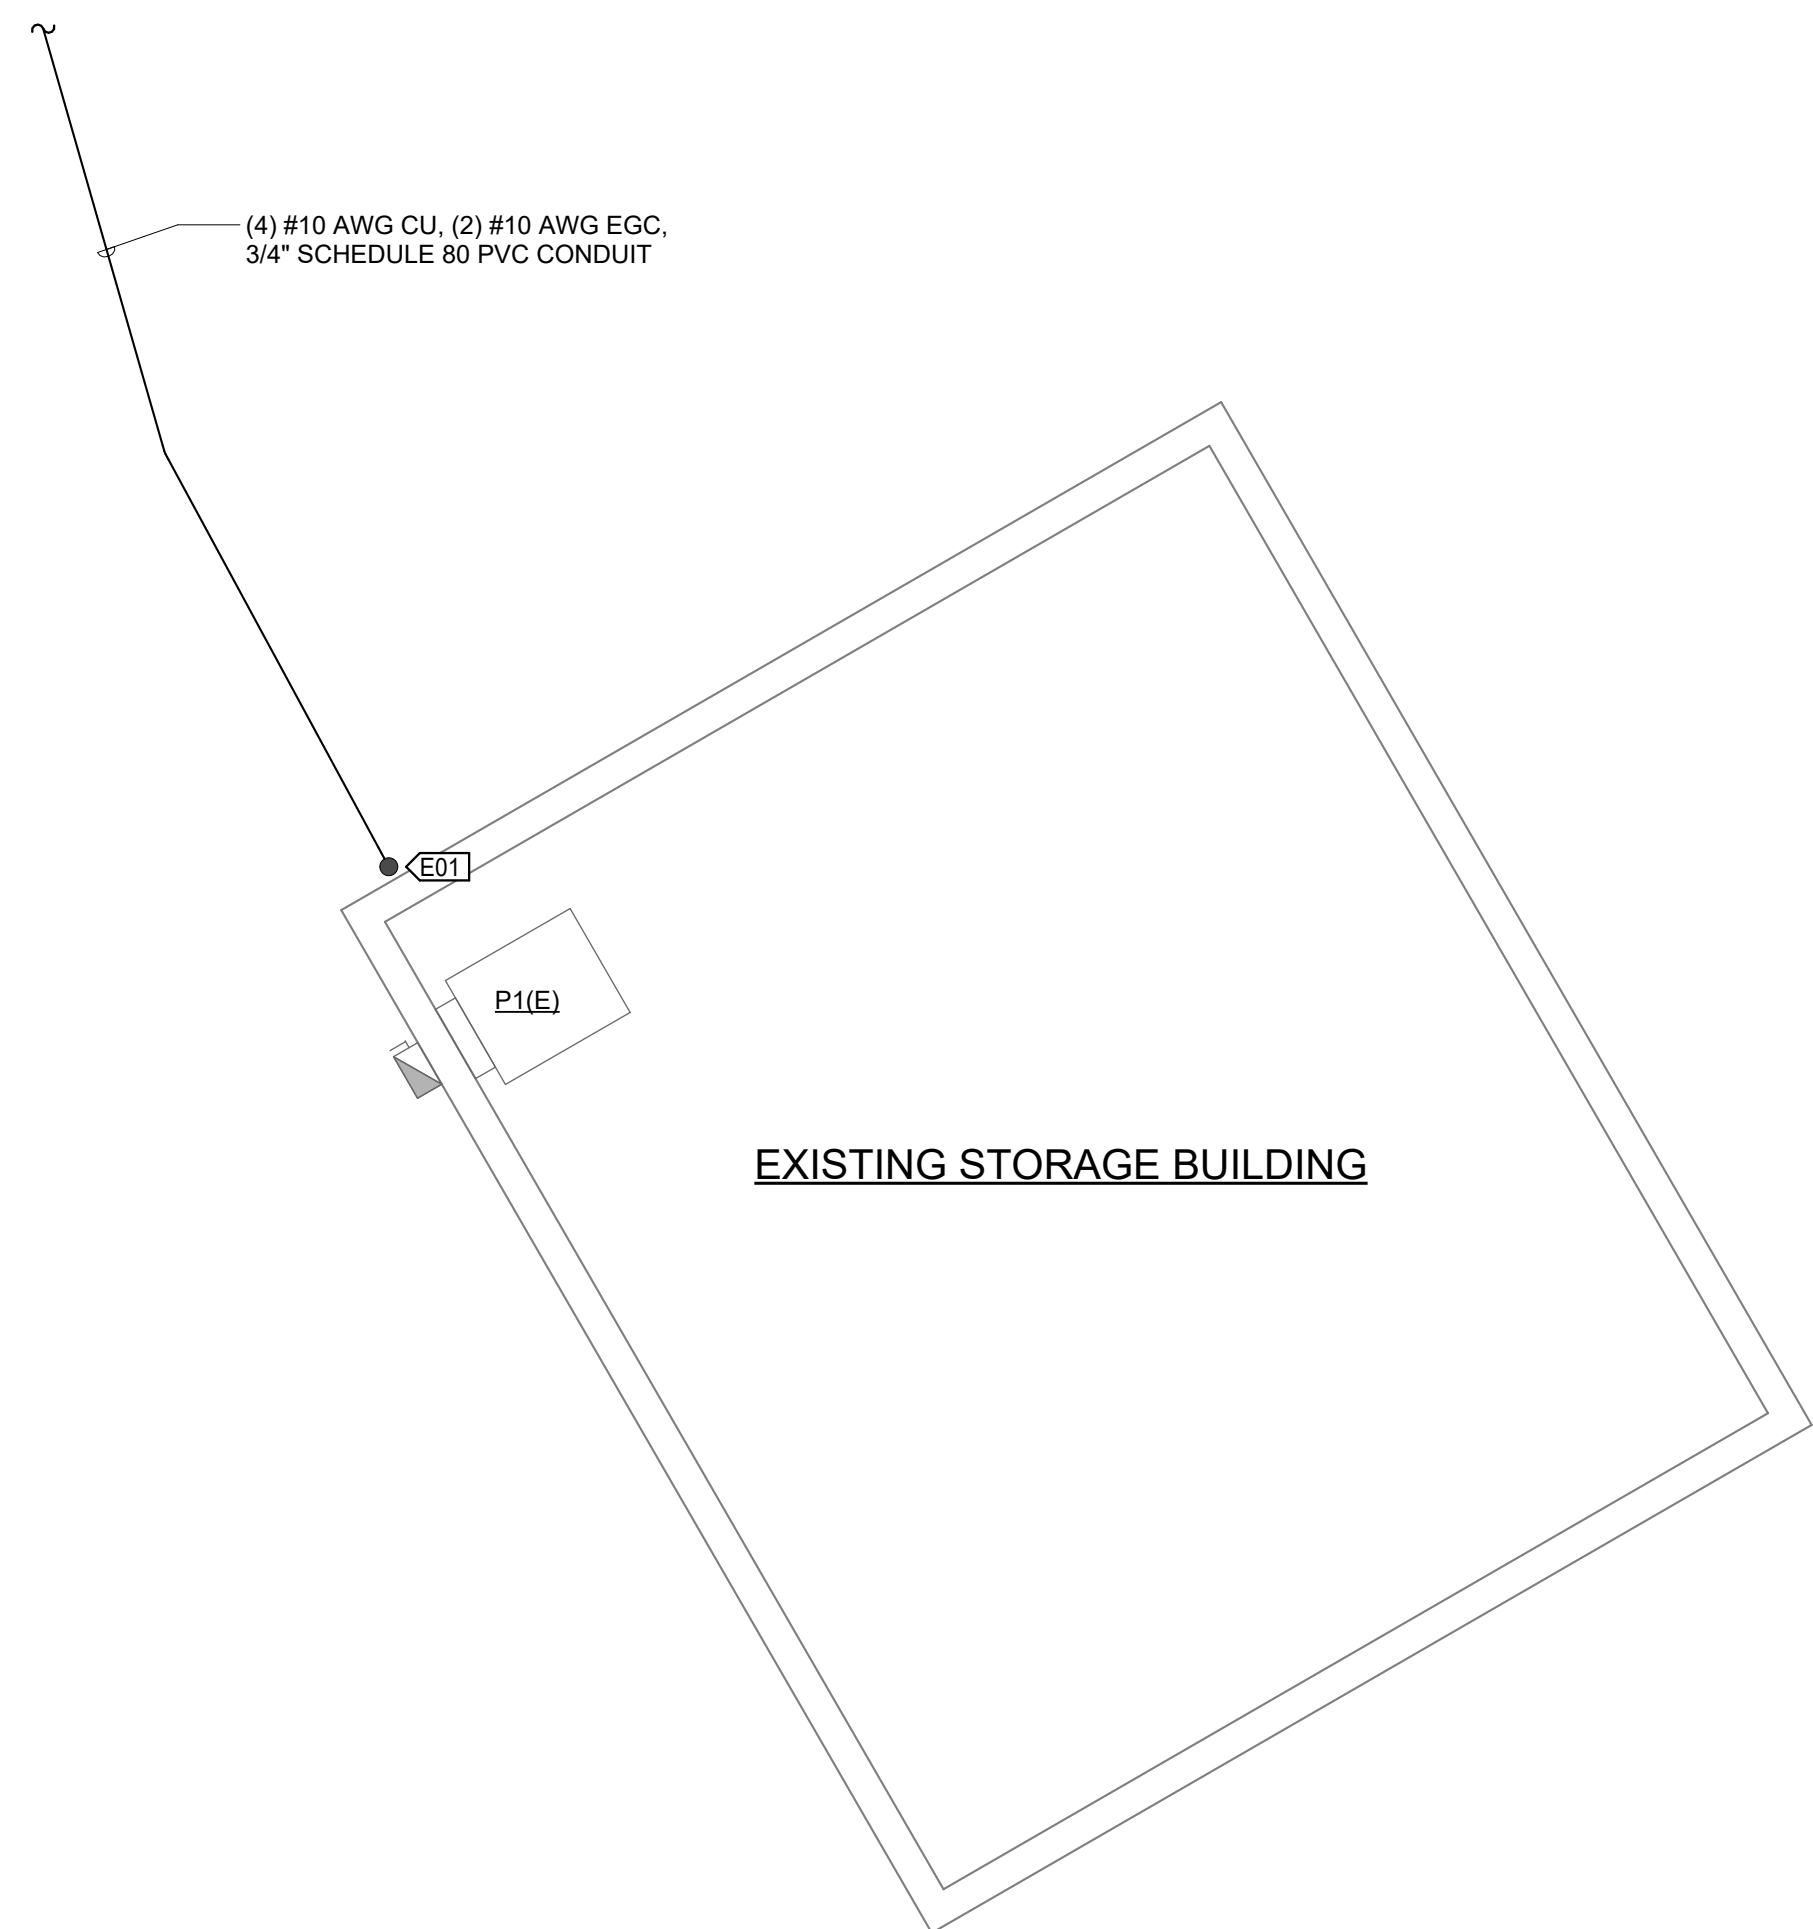 (4) #10 AWG CU, (2) #10 AWG EGC,
3/4" SCHEDULE 80 PVC CONDUIT
E01
P1(E)
EXISTING STORAGE BUILDING